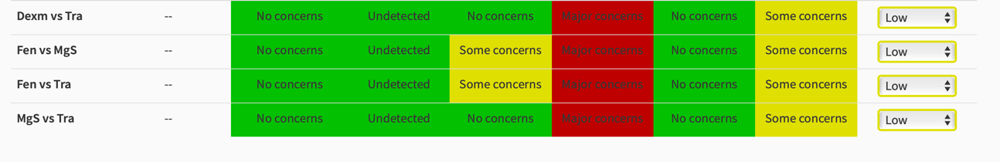 Dexm vs Tra -- No concerns Undetected No concerns Major concerns No concerns Some concerns Low
Fen vs MgS -- No concerns Undetected Some concerns Major concerns No concerns Some concerns Low
Fen vs Tra -- No concerns Undetected Some concerns Major concerns No concerns Some concerns Low
MgS vs Tra -- No concerns Undetected No concerns Major concerns No concerns Some concerns Low